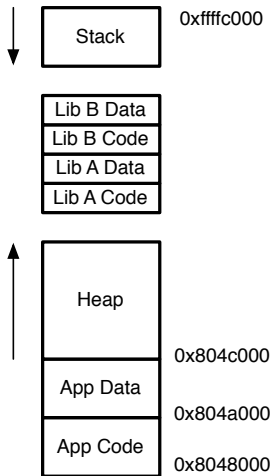 0xffffc000
Stack
Lib B Data
Lib B Code
Lib A Data
Lib A Code
Heap
0x804c000
App Data
0x804a000
App Code
0x8048000